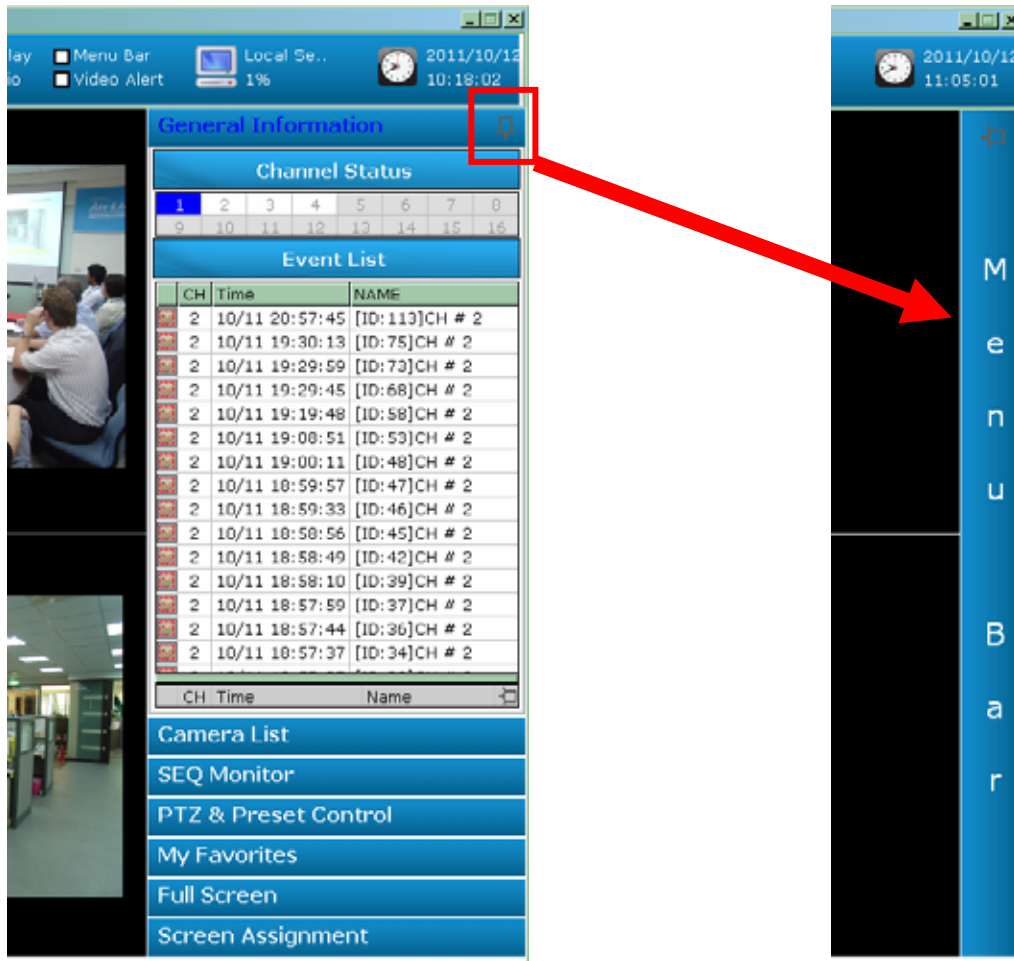 lay Menu Bar Local Se.. 2011/10/12
io Video Alert 1% 10:18:02
General Information
Channel Status
1 2 3 4 5 6 7 8
9 10 11 12 13 14 15 16
Event List
CH Time NAME
2 10/11 20:57:45 [ID:113]CH # 2
2 10/11 19:30:13 [ID:75]CH # 2
2 10/11 19:29:59 [ID:73]CH # 2
2 10/11 19:29:45 [ID:68]CH # 2
2 10/11 19:19:48 [ID:58]CH # 2
2 10/11 19:08:51 [ID:53]CH # 2
2 10/11 19:00:11 [ID:48]CH # 2
2 10/11 18:59:57 [ID:47]CH # 2
2 10/11 18:59:33 [ID:46]CH # 2
2 10/11 18:58:56 [ID:45]CH # 2
2 10/11 18:58:49 [ID:42]CH # 2
2 10/11 18:58:10 [ID:39]CH # 2
2 10/11 18:57:59 [ID:37]CH # 2
2 10/11 18:57:44 [ID:36]CH # 2
2 10/11 18:57:37 [ID:34]CH # 2
CH Time Name
Camera List
SEQ Monitor
PTZ & Preset Control
My Favorites
Full Screen
Screen Assignment
2011/10/12
11:05:01
Menu Bar